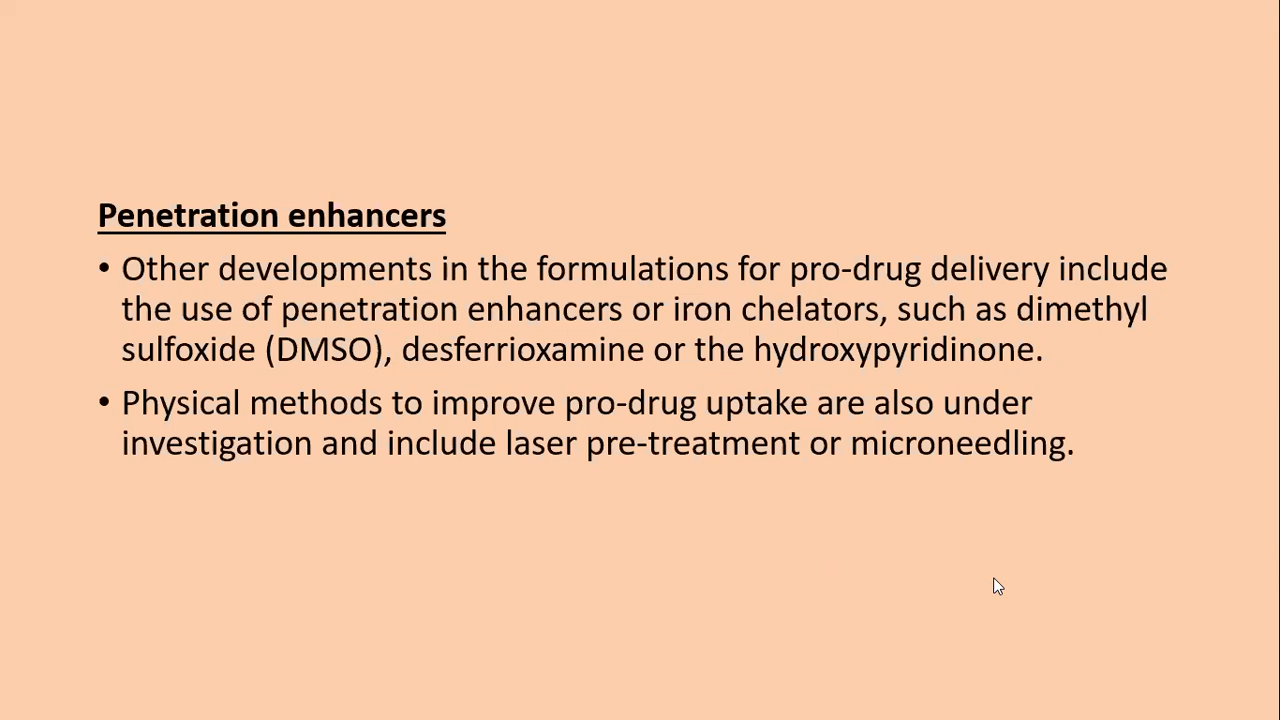 Penetration enhancers
• Other developments in the formulations for pro-drug delivery include
the use of penetration enhancers or iron chelators, such as dimethyl
sulfoxide (DMSO), desferrioxamine or the hydroxypyridinone.
• Physical methods to improve pro-drug uptake are also under
investigation and include laser pre-treatment or microneedling.